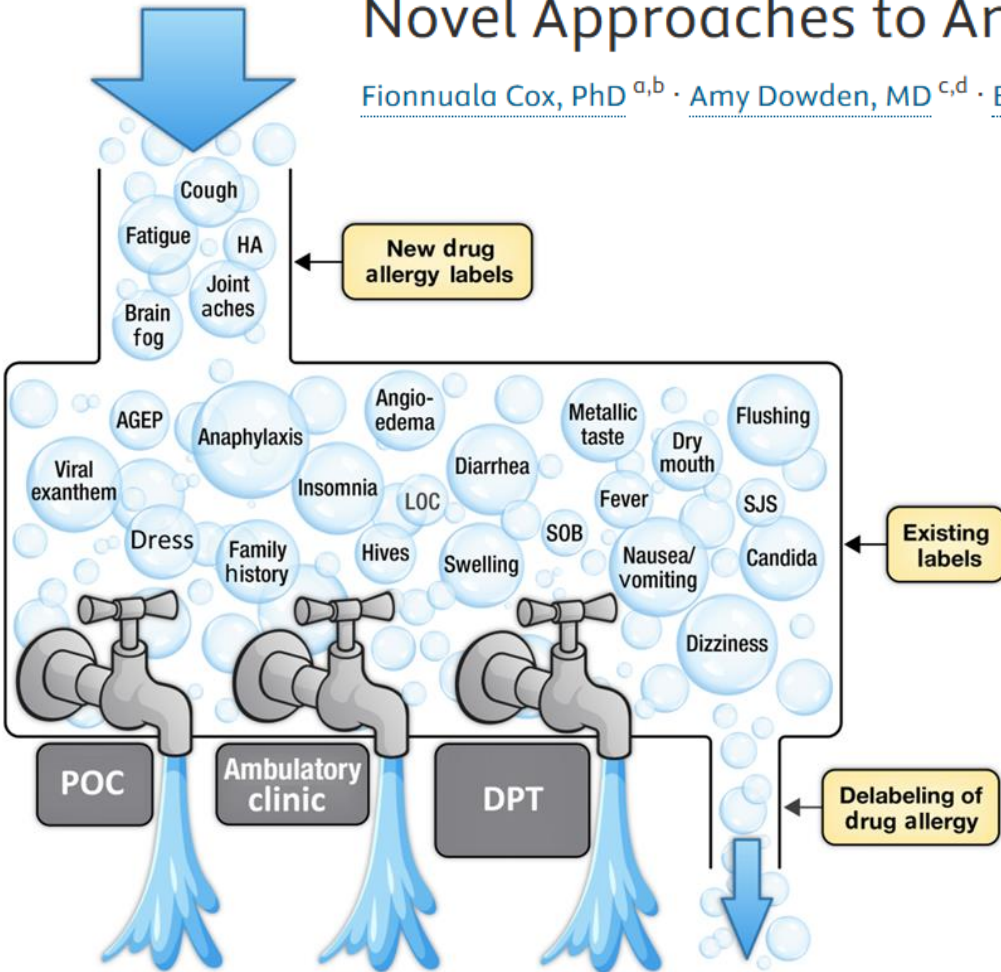 Novel Approaches to
Fionnuala Cox, PhD a,b · Amy Dowden, MD c,d ·
Cough
Fatigue
HA
Joint
aches
Brain
fog
New drug
allergy labels
AGEP
Anaphylaxis
Angio-
edema
Metallic
taste
Flushing
Viral
exanthem
Insomnia
LOC
Diarrhea
Dry
mouth
Fever
SJS
Dress
Family
history
Hives
Swelling
SOB
Nausea/
vomiting
Candida
Existing
labels
Dizziness
POC
Ambulatory
clinic
DPT
Delabeling of
drug allergy